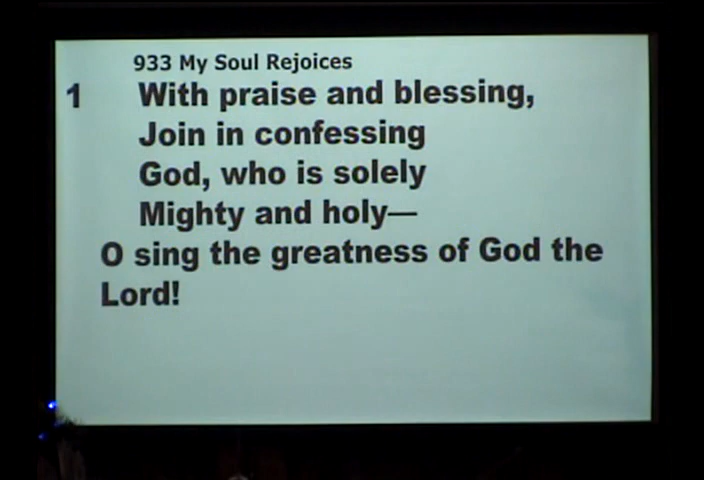 933 My Soul Rejoices
1 With praise and blessing,
Join in confessing
God, who is solely
Mighty and holy—
O sing the greatness of God the
Lord!